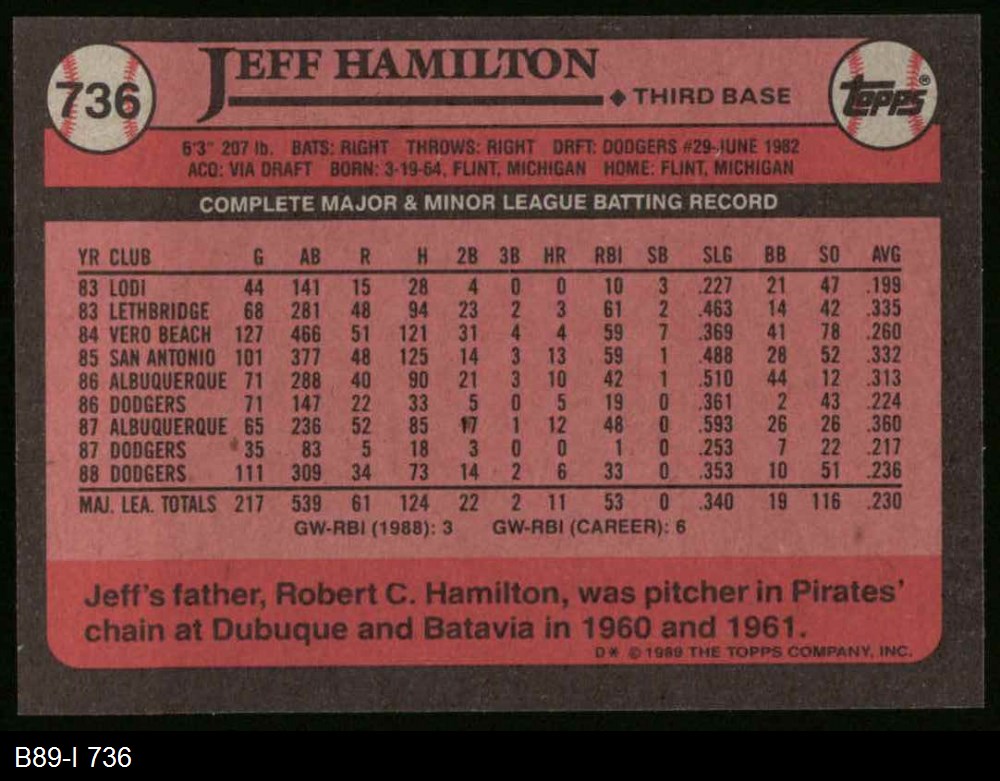 736
JEFF HAMILTON
◆ THIRD BASE
TOPPS®
6'3" 207 lb. BATS: RIGHT THROWS: RIGHT DRFT: DODGERS #29-JUNE 1982
ACQ: VIA DRAFT BORN: 3-19-64, FLINT, MICHIGAN HOME: FLINT, MICHIGAN
COMPLETE MAJOR & MINOR LEAGUE BATTING RECORD
YR CLUB G AB R H 2B 3B HR RBI SB SLG BB SO AVG
83 LODI 44 141 15 28 4 0 0 10 3 .227 21 47 .199
83 LETHBRIDGE 68 281 48 94 23 2 3 61 2 .463 14 42 .335
84 VERO BEACH 127 466 51 121 31 4 4 59 7 .369 41 78 .260
85 SAN ANTONIO 101 377 48 125 14 3 13 59 1 .488 28 52 .332
86 ALBUQUERQUE 71 288 40 90 21 3 10 42 1 .510 44 12 .313
86 DODGERS 71 147 22 33 5 0 5 19 0 .361 2 43 .224
87 ALBUQUERQUE 65 236 52 85 17 1 12 48 0 .593 26 26 .360
87 DODGERS 35 83 5 18 3 0 0 1 0 .253 7 22 .217
88 DODGERS 111 309 34 73 14 2 6 33 0 .353 10 51 .236
MAJ. LEA. TOTALS 217 539 61 124 22 2 11 53 0 .340 19 116 .230
GW-RBI (1988): 3 GW-RBI (CAREER): 6
Jeff's father, Robert C. Hamilton, was pitcher in Pirates'
chain at Dubuque and Batavia in 1960 and 1961.
D* © 1989 THE TOPPS COMPANY, INC.
B89-I 736